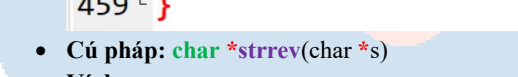 459 }
• Cú pháp: char *strrev(char *s)